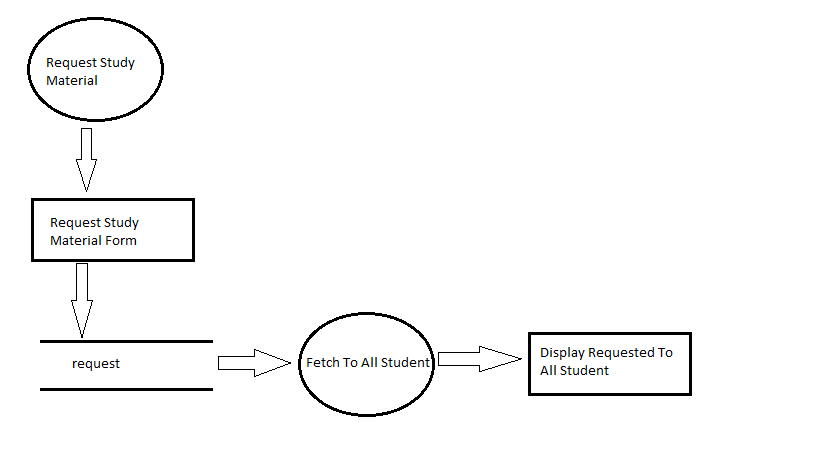 Request Study
Material
Request Study
Material Form
request
Fetch To All Student
Display Requested To
All Student